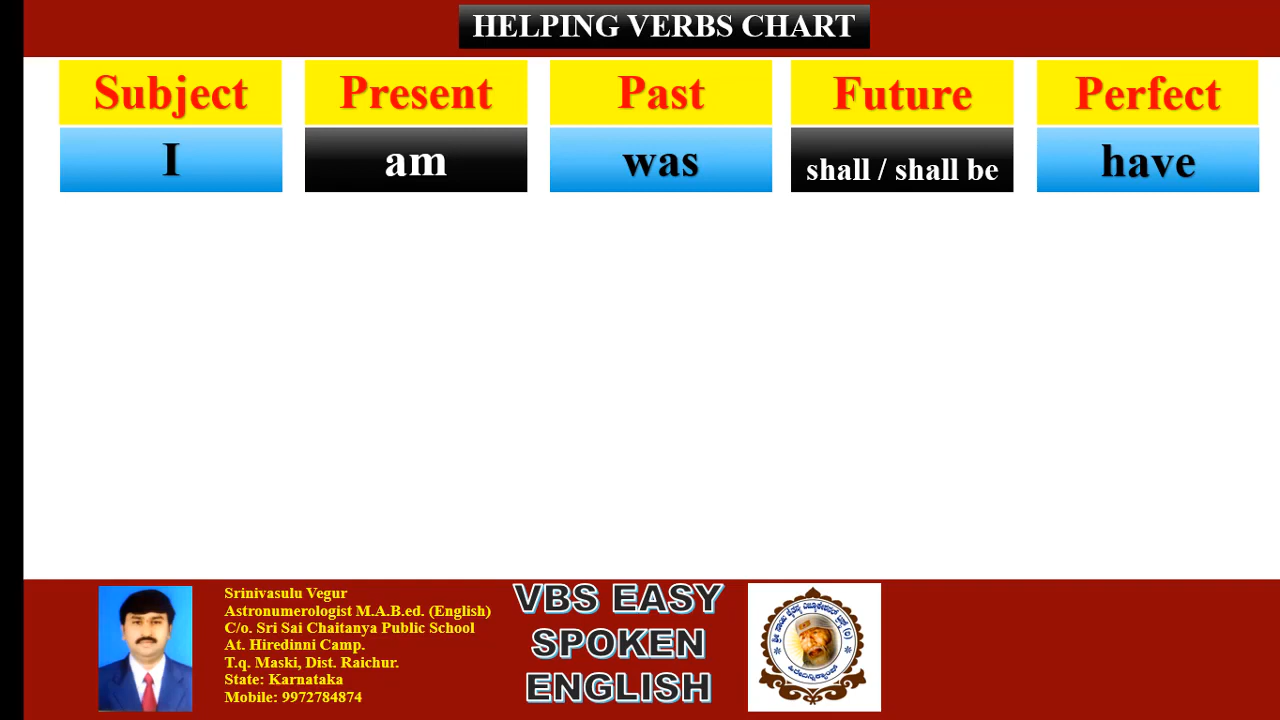 HELPING VERBS CHART
Subject Present Past Future Perfect
I am was shall / shall be have
Srinivasulu Vegur
Astronumerologist M.A.B.ed. (English)
C/o. Sri Sai Chaitanya Public School
At. Hiredinni Camp.
T.q. Maski, Dist. Raichur.
State: Karnataka
Mobile: 9972784874
VBS EASY
SPOKEN
ENGLISH